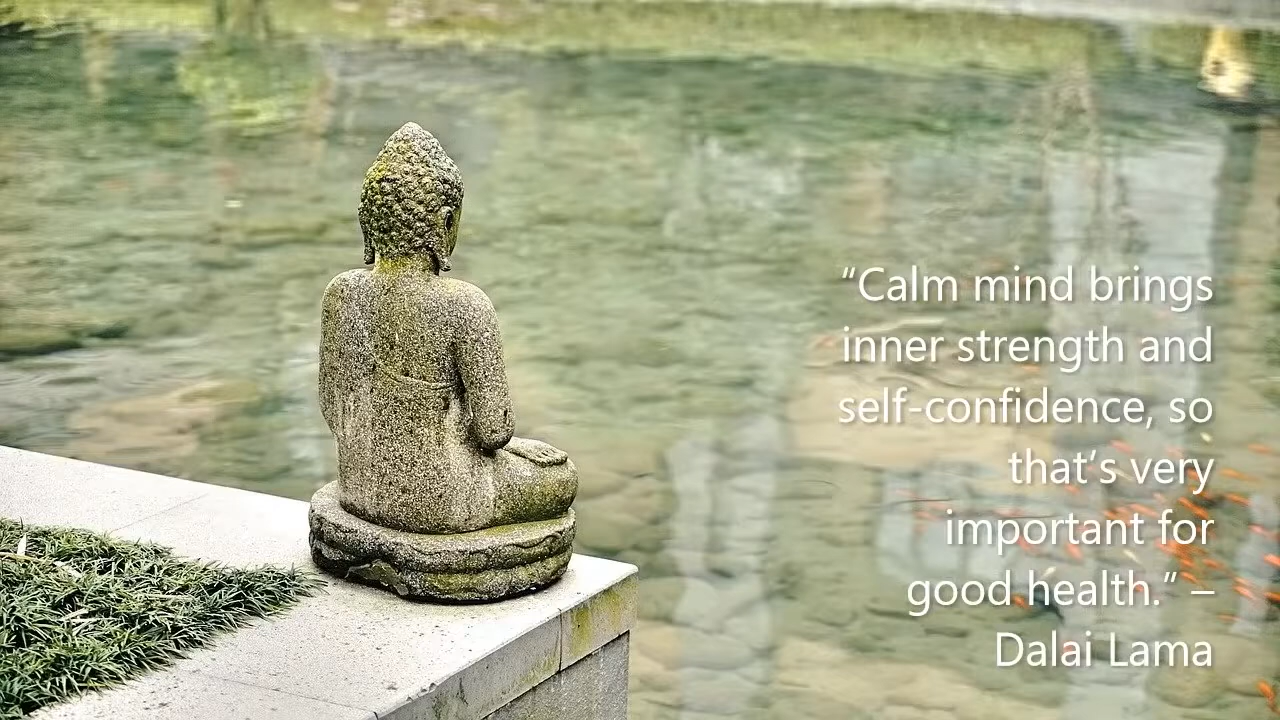 “Calm mind brings
inner strength and
self-confidence, so
that’s very
important for
good health.” –
Dalai Lama